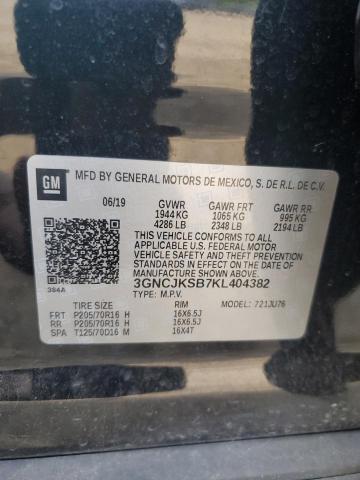 GM
MFD BY GENERAL MOTORS DE MEXICO, S. DE R.L. DE C.V.
06/19 GVWR GAWR FRT GAWR RR
1944 KG 1065 KG 995 KG
4286 LB 2348 LB 2194 LB
THIS VEHICLE CONFORMS TO ALL
APPLICABLE U.S. FEDERAL MOTOR
VEHICLE SAFETY AND THEFT
PREVENTION STANDARDS IN EFFECT ON
THE DATE OF MANUFACTURE SHOWN ABOVE.
3GNCJKSB7KL404382
384A TYPE: M.P.V. MODEL: 721JU76
TIRE SIZE RIM
FRT P205/70R16 H 16X6.5J
RR P205/70R16 H 16X6.5J
SPA T125/70D16 M 16X4T